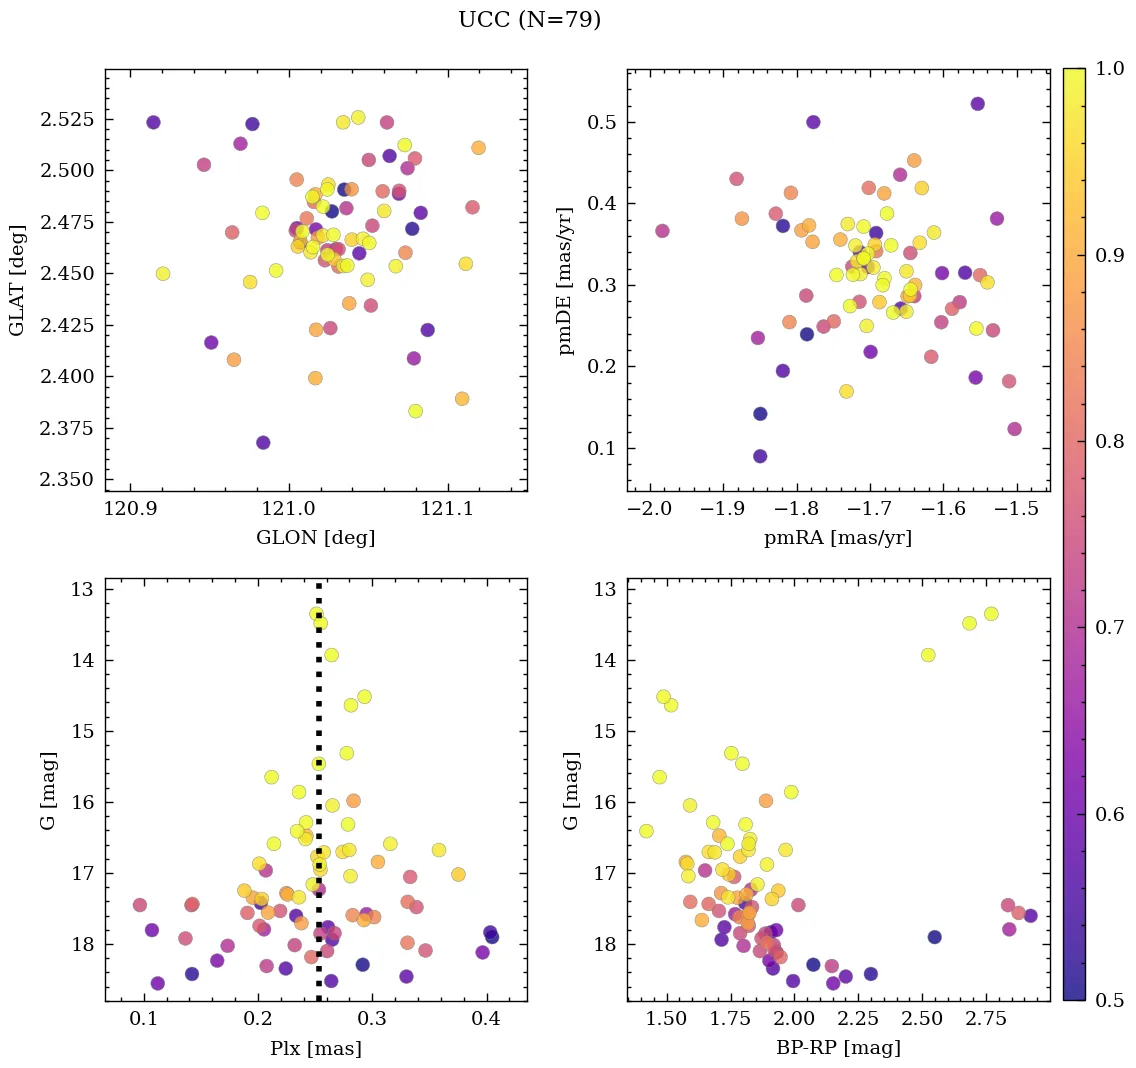 UCC (N=79)
2.525
2.500
2.475
2.450
2.425
2.400
2.375
2.350
GLAT [deg]
120.9 121.0 121.1
GLON [deg]
0.5
0.4
0.3
0.2
0.1
pmDE [mas/yr]
−2.0 −1.9 −1.8 −1.7 −1.6 −1.5
pmRA [mas/yr]
13
14
15
16
17
18
G [mag]
0.1 0.2 0.3 0.4
Plx [mas]
13
14
15
16
17
18
G [mag]
1.50 1.75 2.00 2.25 2.50 2.75
BP-RP [mag]
1.0
0.9
0.8
0.7
0.6
0.5